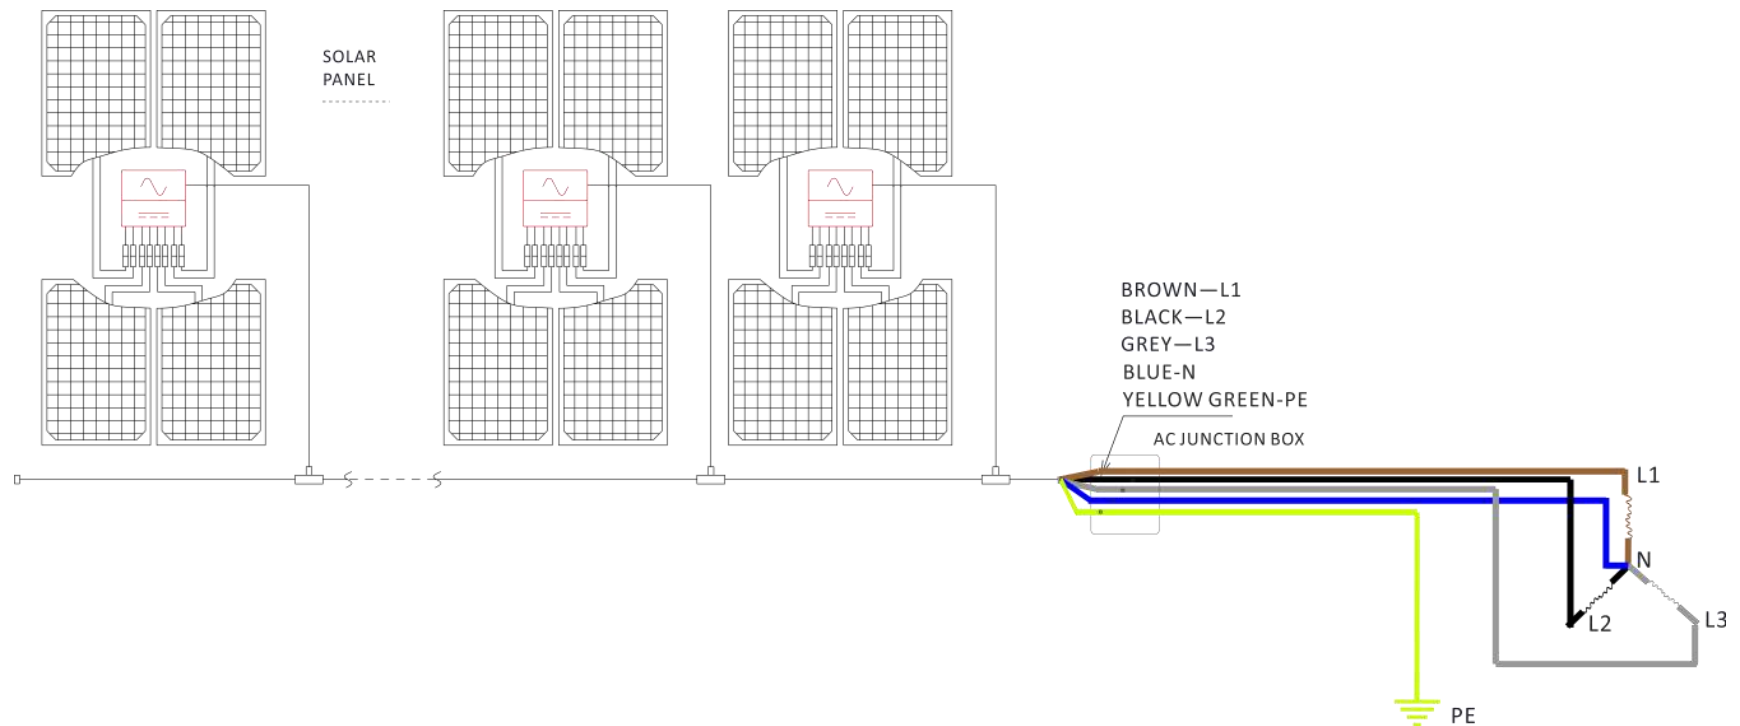 SOLAR
PANEL
BROWN—L1
BLACK—L2
GREY—L3
BLUE-N
YELLOW GREEN-PE
AC JUNCTION BOX
L1
N
L2
L3
PE